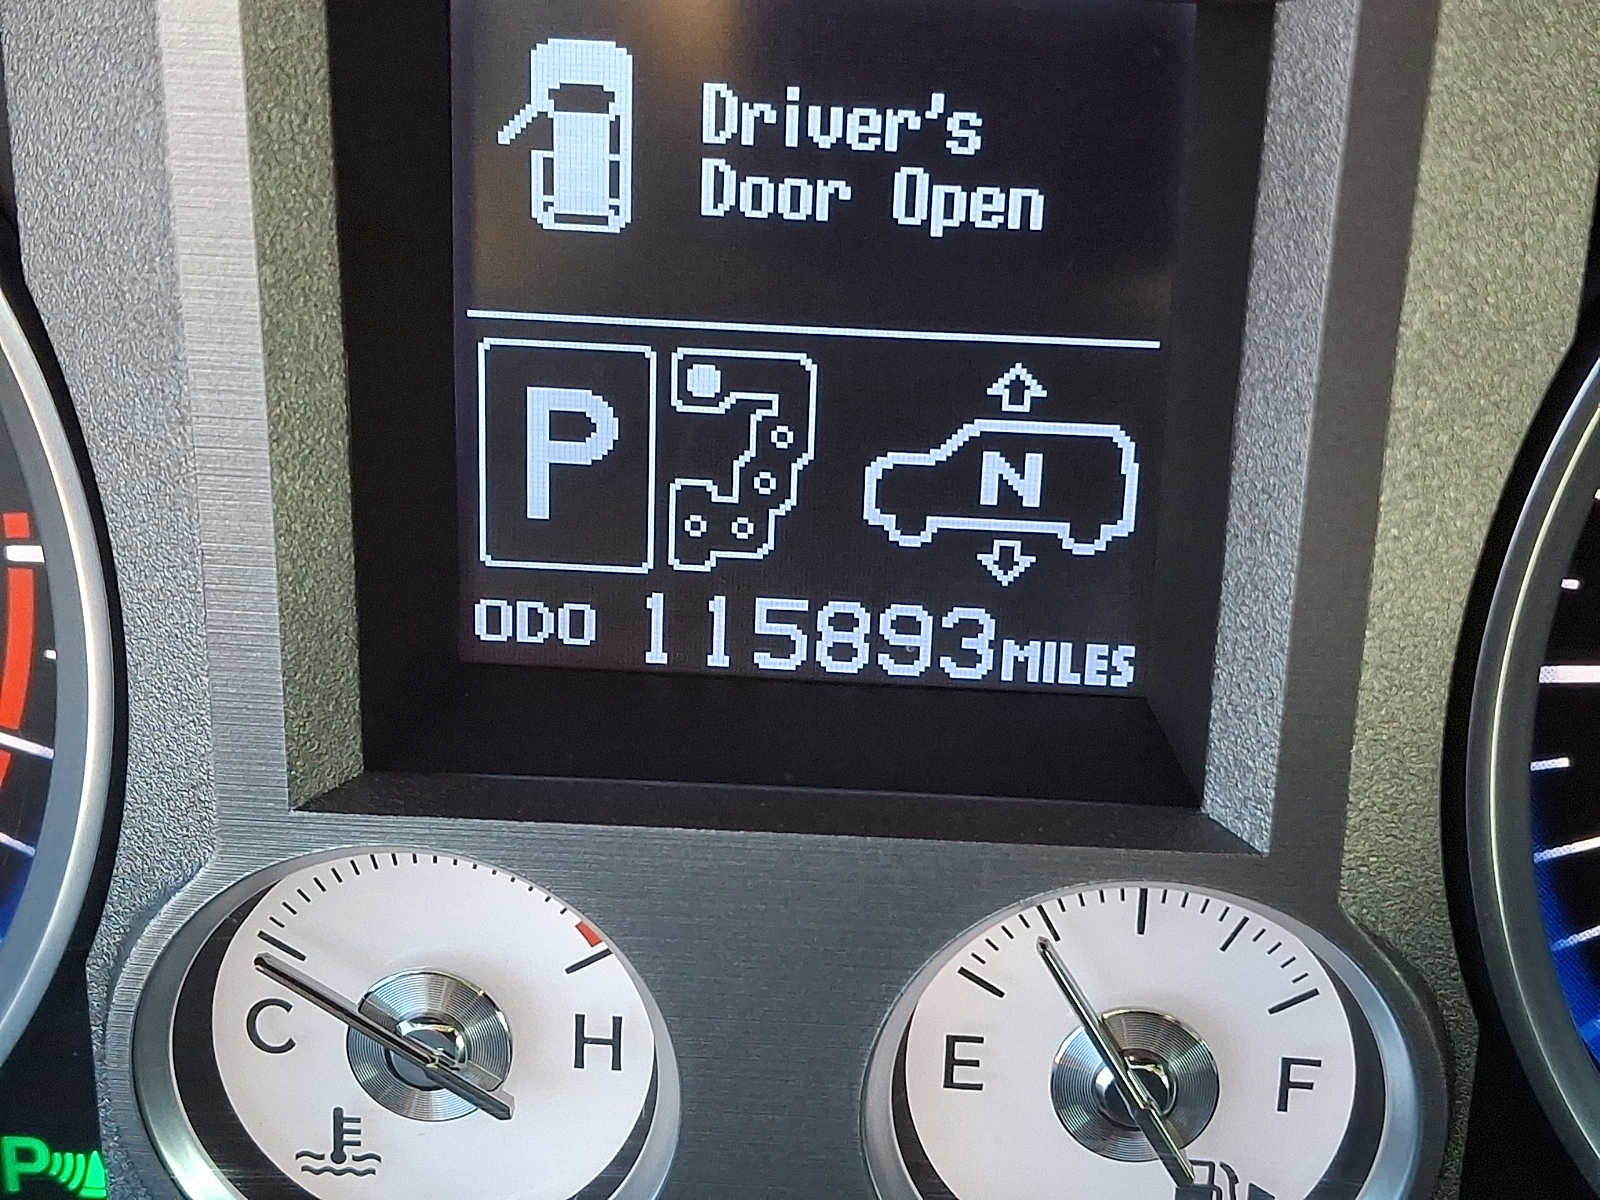 Driver's
Door Open
P
N
ODO 115893 MILES
C
H
E
F
P